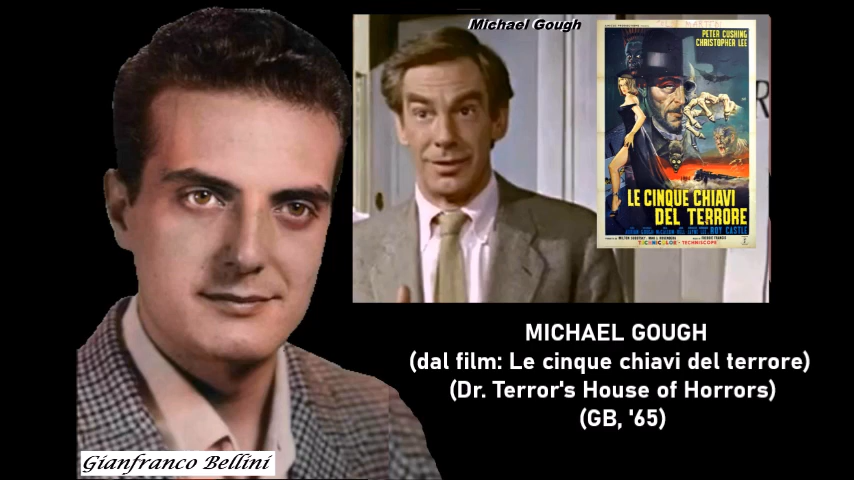 Michael Gough
PETER CUSHING
CHRISTOPHER LEE
LE CINQUE CHIAVI
DEL TERRORE
ROY CASTLE
TECHNICOLOR - TECHNISCOPE
MICHAEL GOUGH
(dal film: Le cinque chiavi del terrore)
(Dr. Terror's House of Horrors)
(GB, '65)
Gianfranco Bellini